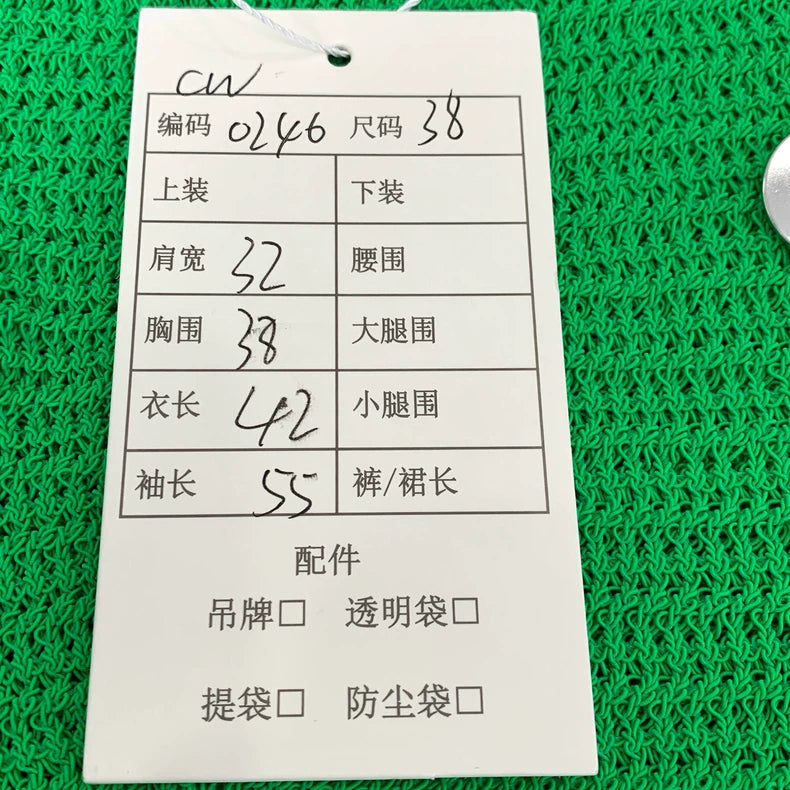 CW
编码 0246 尺码 38
上装 下装
肩宽 32 腰围
胸围 38 大腿围
衣长 42 小腿围
袖长 55 裤/裙长
配件
吊牌□ 透明袋□
提袋□ 防尘袋□